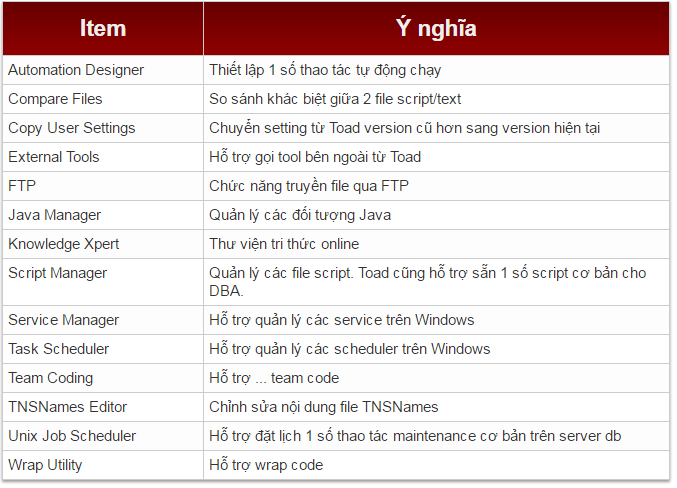 Item Ý nghĩa
Automation Designer Thiết lập 1 số thao tác tự động chạy
Compare Files So sánh khác biệt giữa 2 file script/text
Copy User Settings Chuyển setting từ Toad version cũ hơn sang version hiện tại
External Tools Hỗ trợ gọi tool bên ngoài từ Toad
FTP Chức năng truyền file qua FTP
Java Manager Quản lý các đối tượng Java
Knowledge Xpert Thư viện tri thức online
Script Manager Quản lý các file script. Toad cũng hỗ trợ sẵn 1 số script cơ bản cho
DBA.
Service Manager Hỗ trợ quản lý các service trên Windows
Task Scheduler Hỗ trợ quản lý các scheduler trên Windows
Team Coding Hỗ trợ ... team code
TNSNames Editor Chỉnh sửa nội dung file TNSNames
Unix Job Scheduler Hỗ trợ đặt lịch 1 số thao tác maintenance cơ bản trên server db
Wrap Utility Hỗ trợ wrap code